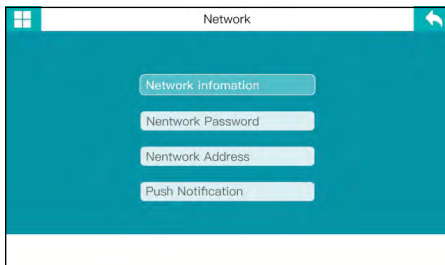 Network
Network infomation
Nentwork Password
Nentwork Address
Push Notification